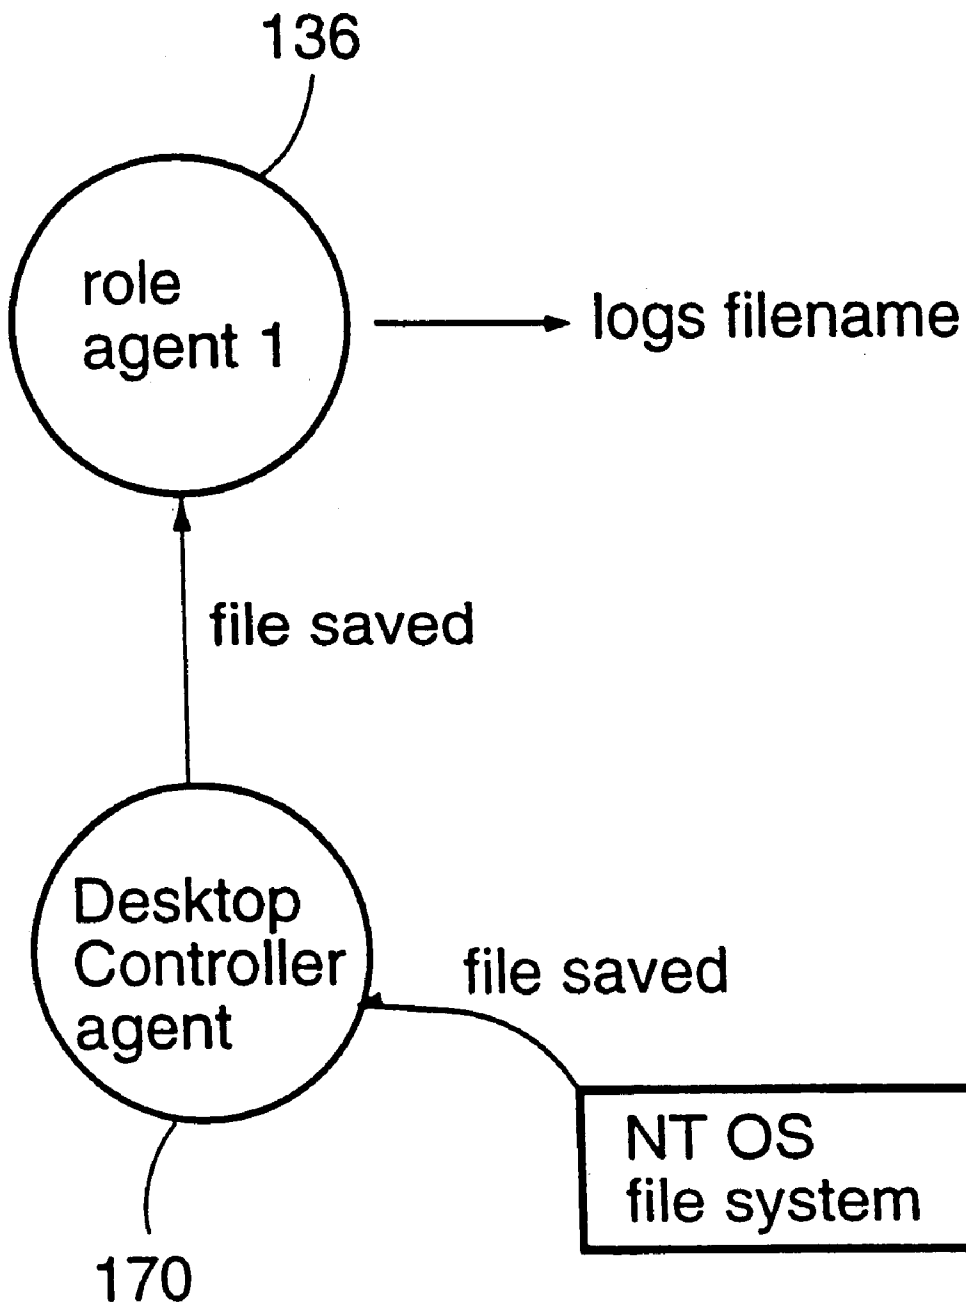 136
role
agent 1
logs filename
file saved
Desktop
Controller
agent
file saved
NT OS
file system
170